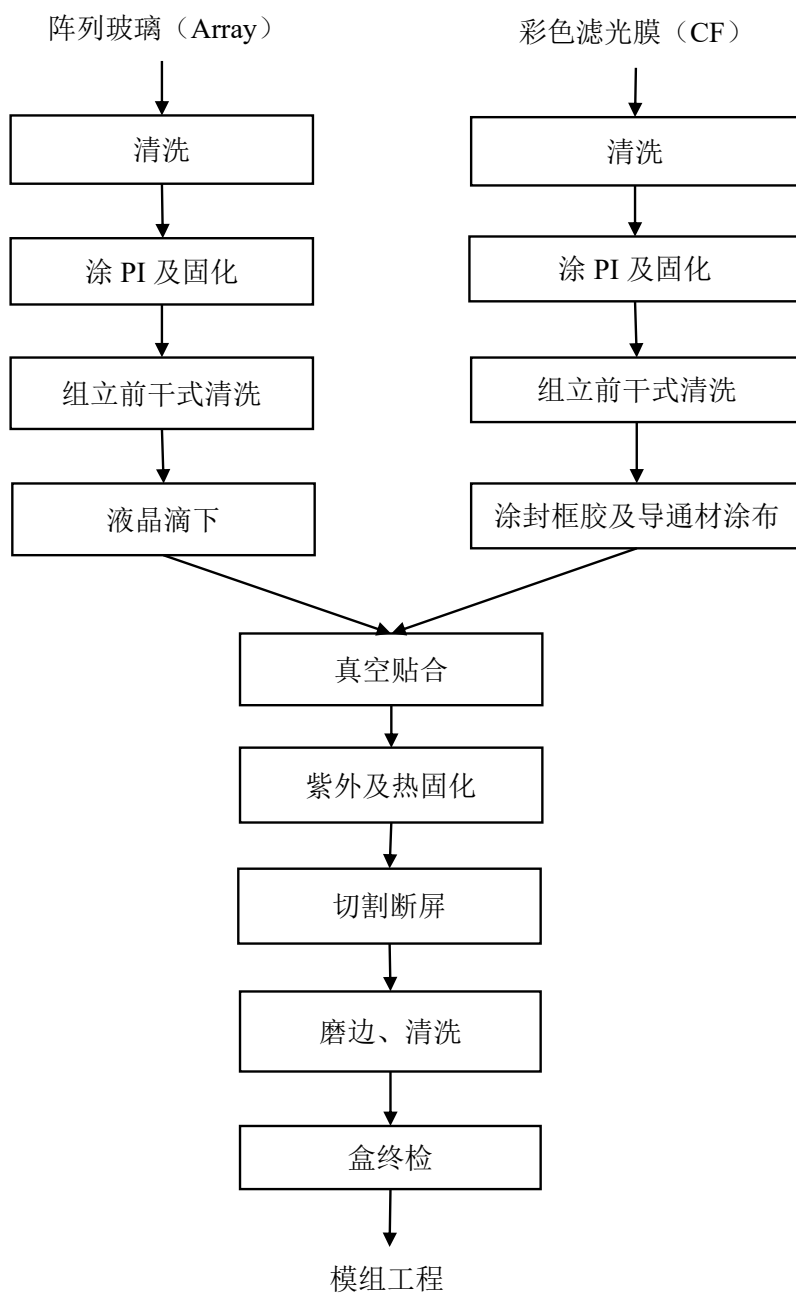 阵列玻璃（Array）
彩色滤光膜（CF）
清洗
清洗
涂 PI 及固化
涂 PI 及固化
组立前干式清洗
组立前干式清洗
液晶滴下
涂封框胶及导通材涂布
真空贴合
紫外及热固化
切割断屏
磨边、清洗
盒终检
模组工程